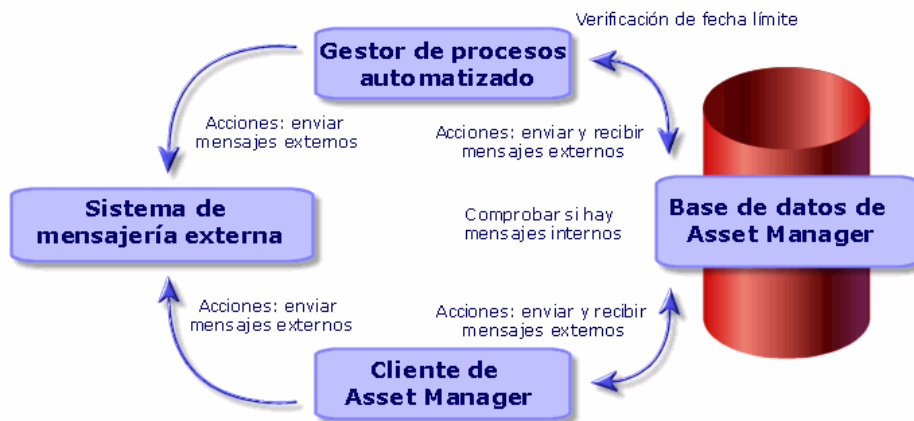 Verificación de fecha límite
Gestor de procesos
automatizado
Acciones: enviar
mensajes externos
Acciones: enviar y recibir
mensajes externos
Sistema de
mensajería externa
Comprobar si hay
mensajes internos
Base de datos de
Asset Manager
Acciones: enviar
mensajes externos
Acciones: enviar y recibir
mensajes externos
Cliente de
Asset Manager